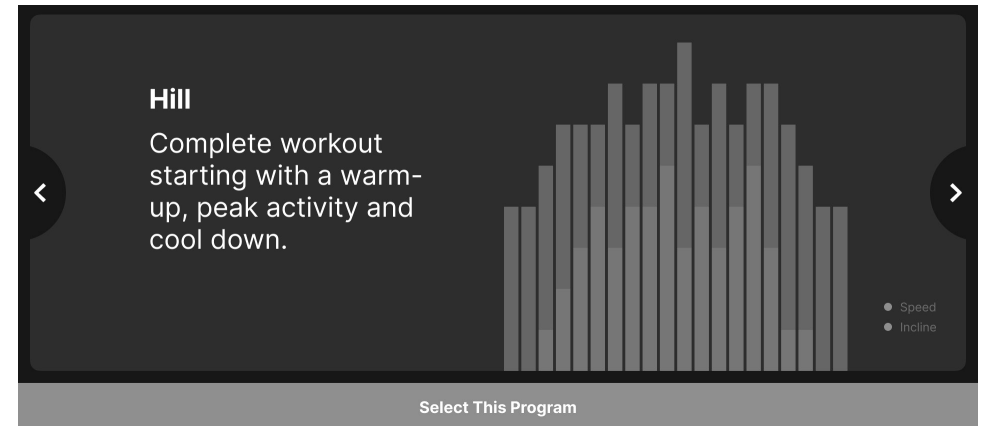 Hill
Complete workout
starting with a warm-
up, peak activity and
cool down.
Speed
Incline
Select This Program